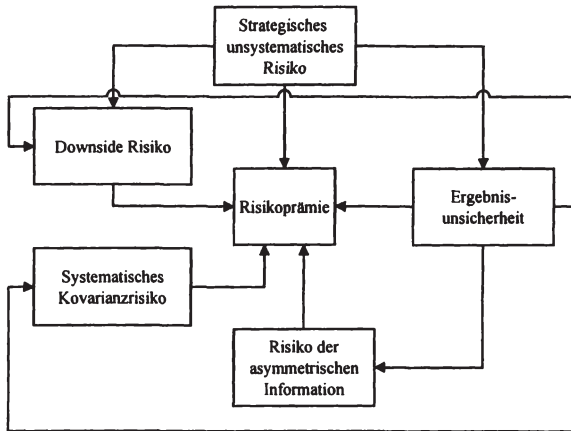 Strategisches
unsystematisches
Risiko
Downside Risiko
Risikoprämie
Ergebnis-
unsicherheit
Systematisches
Kovarianzrisiko
Risiko der
asymmetrischen
Information